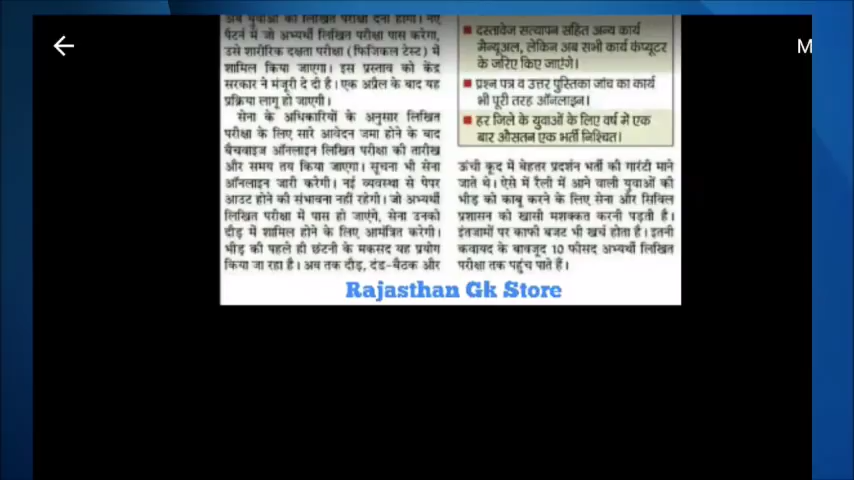 अब युवाओं को लिखित परीक्षा देना होगा। नए
पैटर्न में जो अभ्यर्थी लिखित परीक्षा पास करेगा,
उसे शारीरिक दक्षता परीक्षा (फिजिकल टेस्ट) में
शामिल किया जाएगा। इस प्रस्ताव को केंद्र
सरकार ने मंजूरी दे दी है। एक अप्रैल के बाद यह
प्रक्रिया लागू हो जाएगी।
सेना के अधिकारियों के अनुसार लिखित
परीक्षा के लिए सारे आवेदन जमा होने के बाद
बैचवाइज ऑनलाइन लिखित परीक्षा की तारीख
और समय तय किया जाएगा। सूचना भी सेना
ऑनलाइन जारी करेगी। नई व्यवस्था से पेपर
आउट होने की संभावना नहीं रहेगी। जो अभ्यर्थी
लिखित परीक्षा में पास हो जाएंगे, सेना उनको
दौड़ में शामिल होने के लिए आमंत्रित करेगी।
भीड़ की पहले ही छंटनी के मकसद यह प्रयोग
किया जा रहा है। अब तक दौड़, दंड-बैठक और
■ दस्तावेज सत्यापन सहित अन्य कार्य
मैन्यूअल, लेकिन अब सभी कार्य कंप्यूटर
के जरिए किए जाएंगे।
■ प्रश्न पत्र व उत्तर पुस्तिका जांच का कार्य
भी पूरी तरह ऑनलाइन।
■ हर जिले के युवाओं के लिए वर्ष में एक
बार औसतन एक भर्ती निश्चित।
ऊंची कूद में बेहतर प्रदर्शन भर्ती की गारंटी माने
जाते थे। ऐसे में रैली में आने वाली युवाओं की
भीड़ को काबू करने के लिए सेना और सिविल
प्रशासन को खासी मशक्कत करनी पड़ती है।
इंतजामों पर काफी बजट भी खर्च होता है। इतनी
कवायद के बावजूद 10 फीसद अभ्यर्थी लिखित
परीक्षा तक पहुंच पाते हैं।
Rajasthan Gk Store
M